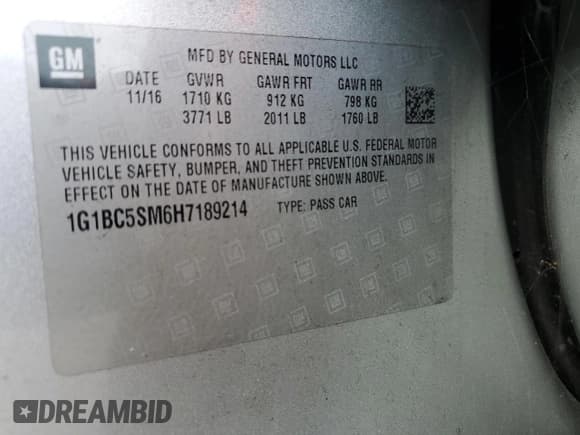 GM
MFD BY GENERAL MOTORS LLC
DATE GVWR GAWR FRT GAWR RR
11/16 1710 KG 912 KG 798 KG
3771 LB 2011 LB 1760 LB
THIS VEHICLE CONFORMS TO ALL APPLICABLE U.S. FEDERAL MOTOR
VEHICLE SAFETY, BUMPER, AND THEFT PREVENTION STANDARDS IN
EFFECT ON THE DATE OF MANUFACTURE SHOWN ABOVE.
1G1BC5SM6H7189214 TYPE: PASS CAR
DREAMBID